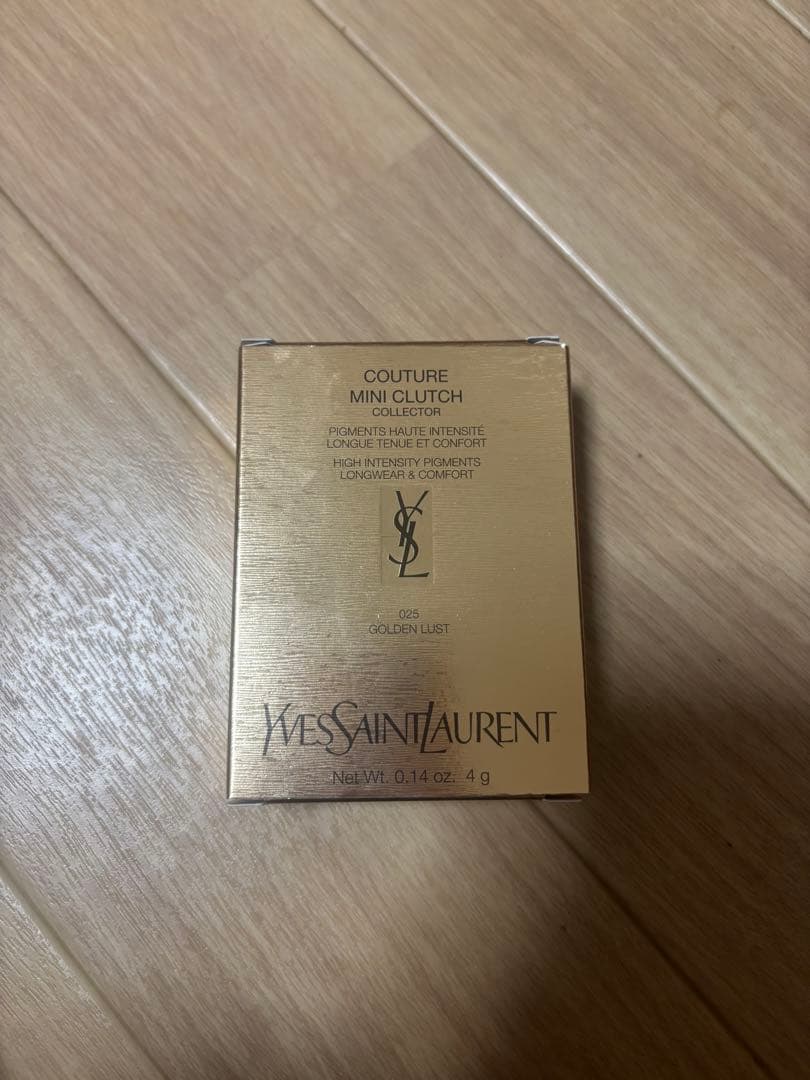 COUTURE
MINI CLUTCH
COLLECTOR
PIGMENTS HAUTE INTENSITÉ
LONGUE TENUE ET CONFORT
HIGH INTENSITY PIGMENTS
LONGWEAR & COMFORT
YSL
025
GOLDEN LUST
YVESSAINTLAURENT
Net Wt. 0.14 oz. 4 g